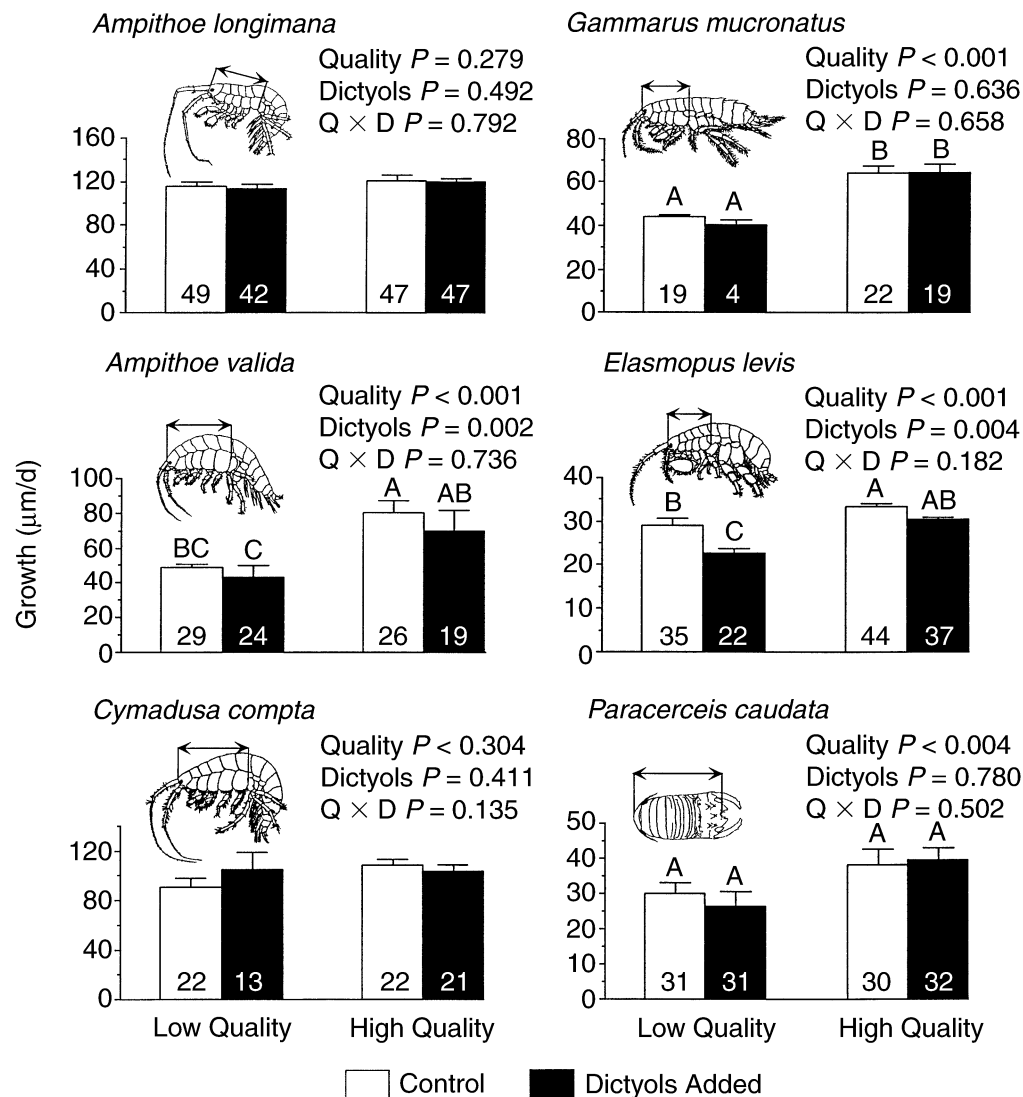 Ampithoe longimana
Quality P = 0.279
Dictyols P = 0.492
Q × D P = 0.792
160
120
80
40
0
49
42
47
47
Gammarus mucronatus
Quality P < 0.001
Dictyols P = 0.636
Q × D P = 0.658
80
60
40
20
0
A
A
B
B
19
4
22
19
Ampithoe valida
Quality P < 0.001
Dictyols P = 0.002
Q × D P = 0.736
100
80
60
40
20
0
BC
C
A
AB
29
24
26
19
Elasmopus levis
Quality P < 0.001
Dictyols P = 0.004
Q × D P = 0.182
40
30
20
10
0
B
C
A
AB
35
22
44
37
Growth (μm/d)
Cymadusa compta
Quality P < 0.304
Dictyols P = 0.411
Q × D P = 0.135
120
80
40
0
22
13
22
21
Low Quality
High Quality
Paracerceis caudata
Quality P < 0.004
Dictyols P = 0.780
Q × D P = 0.502
50
40
30
20
10
0
A
A
A
A
31
31
30
32
Low Quality
High Quality
Control
Dictyols Added